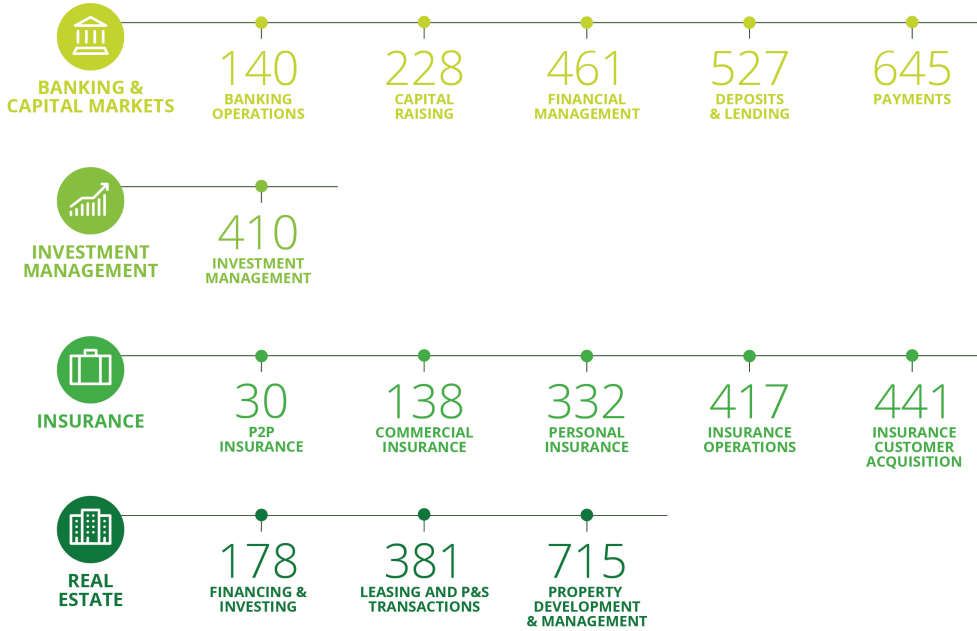 140
228
461
527
645
BANKING &
CAPITAL MARKETS
BANKING
OPERATIONS
CAPITAL
RAISING
FINANCIAL
MANAGEMENT
DEPOSITS
& LENDING
PAYMENTS
410
INVESTMENT
MANAGEMENT
INVESTMENT
MANAGEMENT
30
138
332
417
441
INSURANCE
P2P
INSURANCE
COMMERCIAL
INSURANCE
PERSONAL
INSURANCE
INSURANCE
OPERATIONS
INSURANCE
CUSTOMER
ACQUISITION
178
381
715
REAL
ESTATE
FINANCING &
INVESTING
LEASING AND P&S
TRANSACTIONS
PROPERTY
DEVELOPMENT
& MANAGEMENT